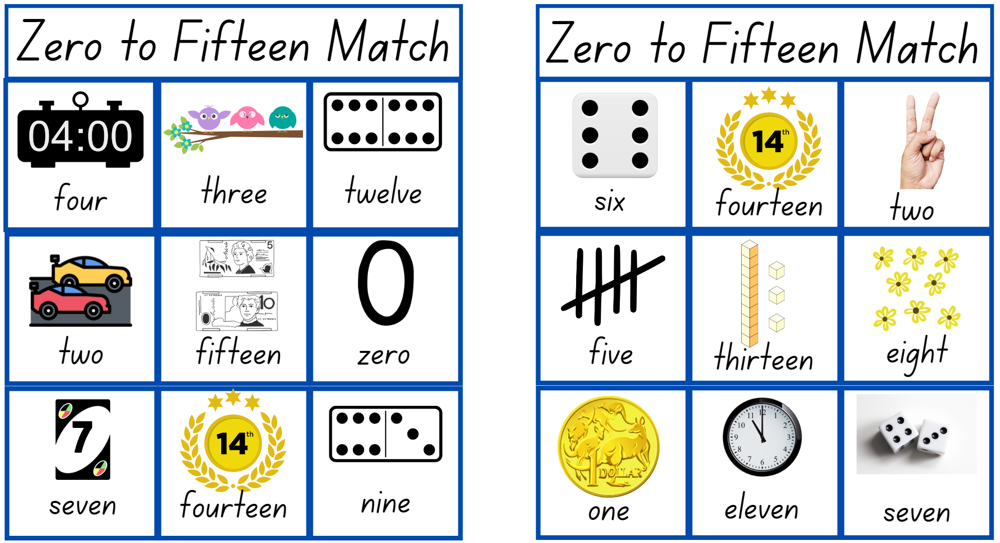 Zero to Fifteen Match
04:00
four
three
twelve
two
5
10
fifteen
0
zero
7
seven
14th
fourteen
nine
Zero to Fifteen Match
six
14th
fourteen
two
five
thirteen
eight
1
DOLLAR
one
12
1
2
3
4
5
6
7
8
9
10
11
eleven
seven